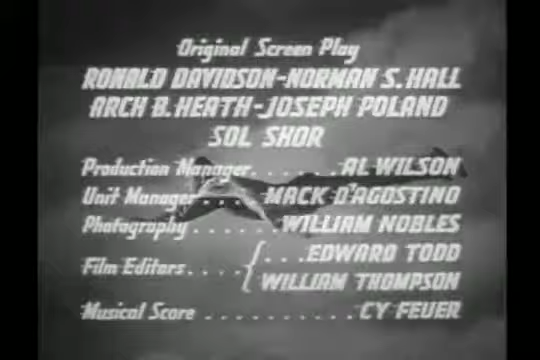 Original Screen Play
RONALD DAVIDSON-NORMAN S. HALL
ARCH B. HEATH-JOSEPH POLAND
SOL SHOR
Production Manager.......AL WILSON
Unit Manager.... MACK D'AGOSTINO
Photography......WILLIAM NOBLES
Film Editors.... { ...EDWARD TODD
WILLIAM THOMPSON
Musical Score ...........CY FEUER